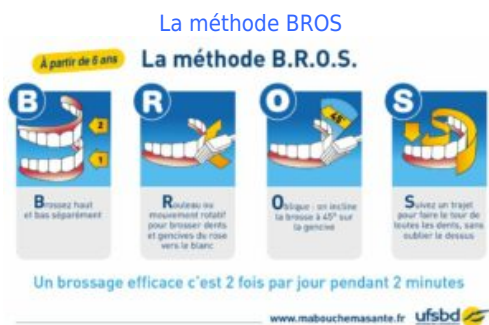 La méthode BROS
À partir de 6 ans
La méthode B.R.O.S.
B
R
O
S
2
1
45°
Brossez haut
et bas séparément
Rouleau ou
mouvement rotatif
pour brosser dents
et gencives du rose
vers le blanc
Oblique : on incline
la brosse à 45° sur
la gencive
Suivez un trajet
pour faire le tour de
toutes les dents, sans
oublier le dessus
Un brossage efficace c'est 2 fois par jour pendant 2 minutes
www.mabouchemasante.fr
ufsbd